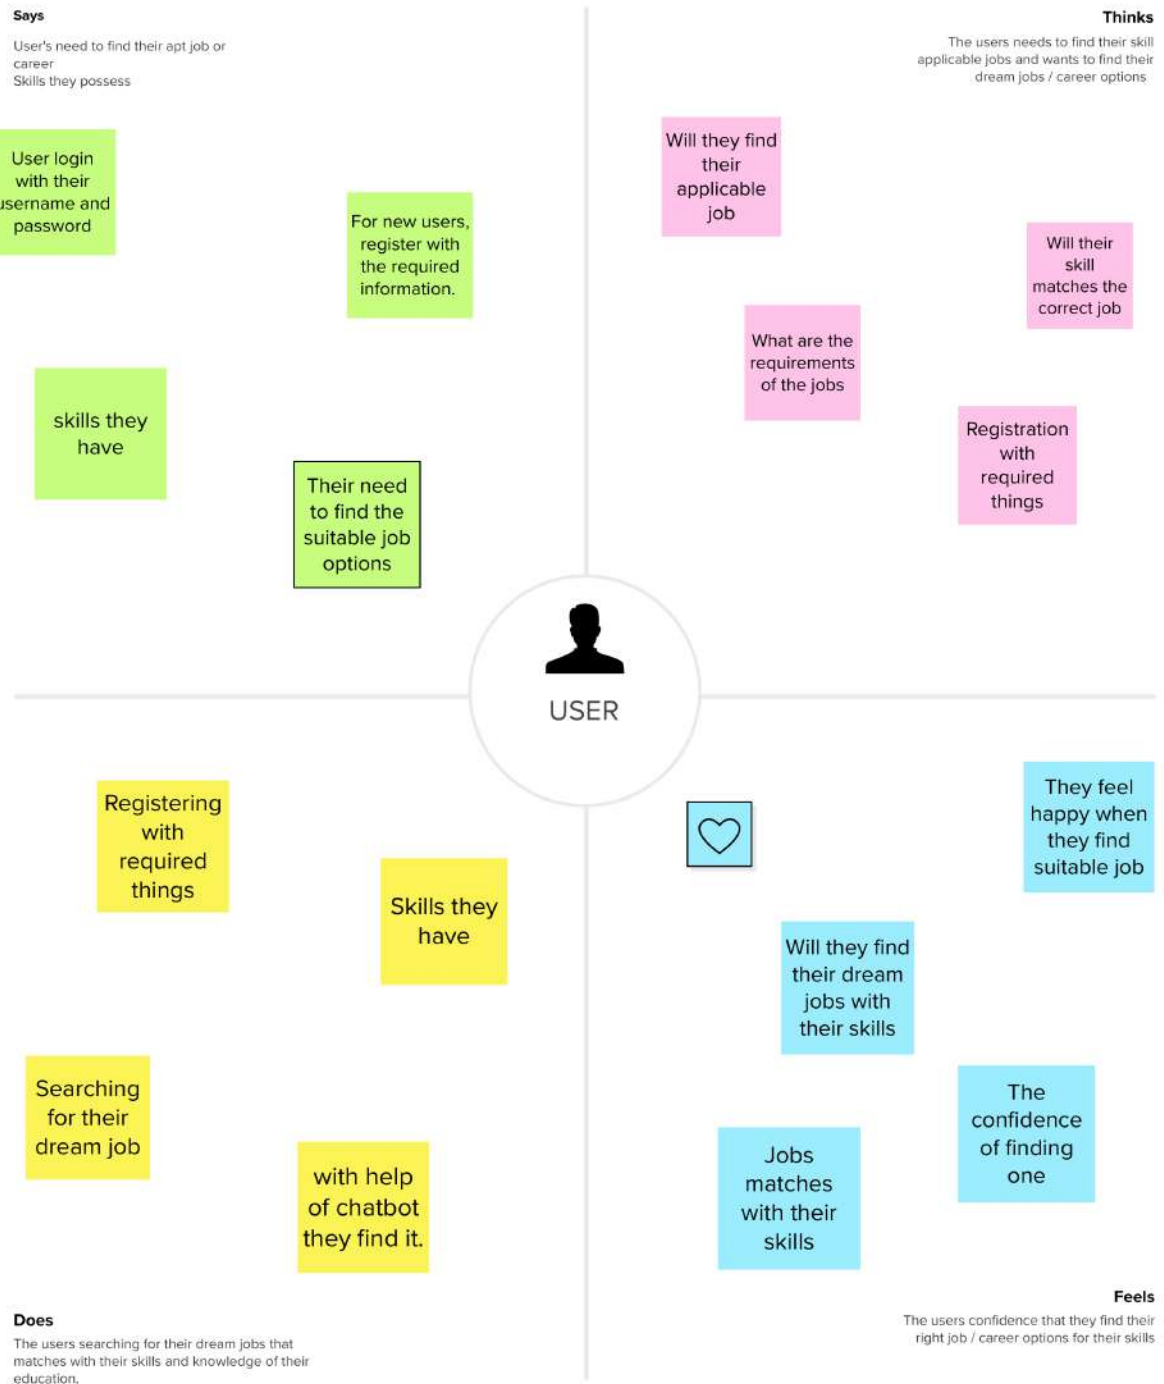 Says
User's need to find their apt job or
career
Skills they possess
User login
with their
username and
password
For new users,
register with
the required
information.
skills they
have
Their need
to find the
suitable job
options
Thinks
The users needs to find their skill
applicable jobs and wants to find their
dream jobs / career options
Will they find
their
applicable
job
Will their
skill
matches the
correct job
What are the
requirements
of the jobs
Registration
with
required
things
USER
Registering
with
required
things
Skills they
have
Searching
for their
dream job
with help
of chatbot
they find it.
Does
The users searching for their dream jobs that
matches with their skills and knowledge of their
education.
They feel
happy when
they find
suitable job
Will they find
their dream
jobs with
their skills
The
confidence
of finding
one
Jobs
matches
with their
skills
Feels
The users confidence that they find their
right job / career options for their skills